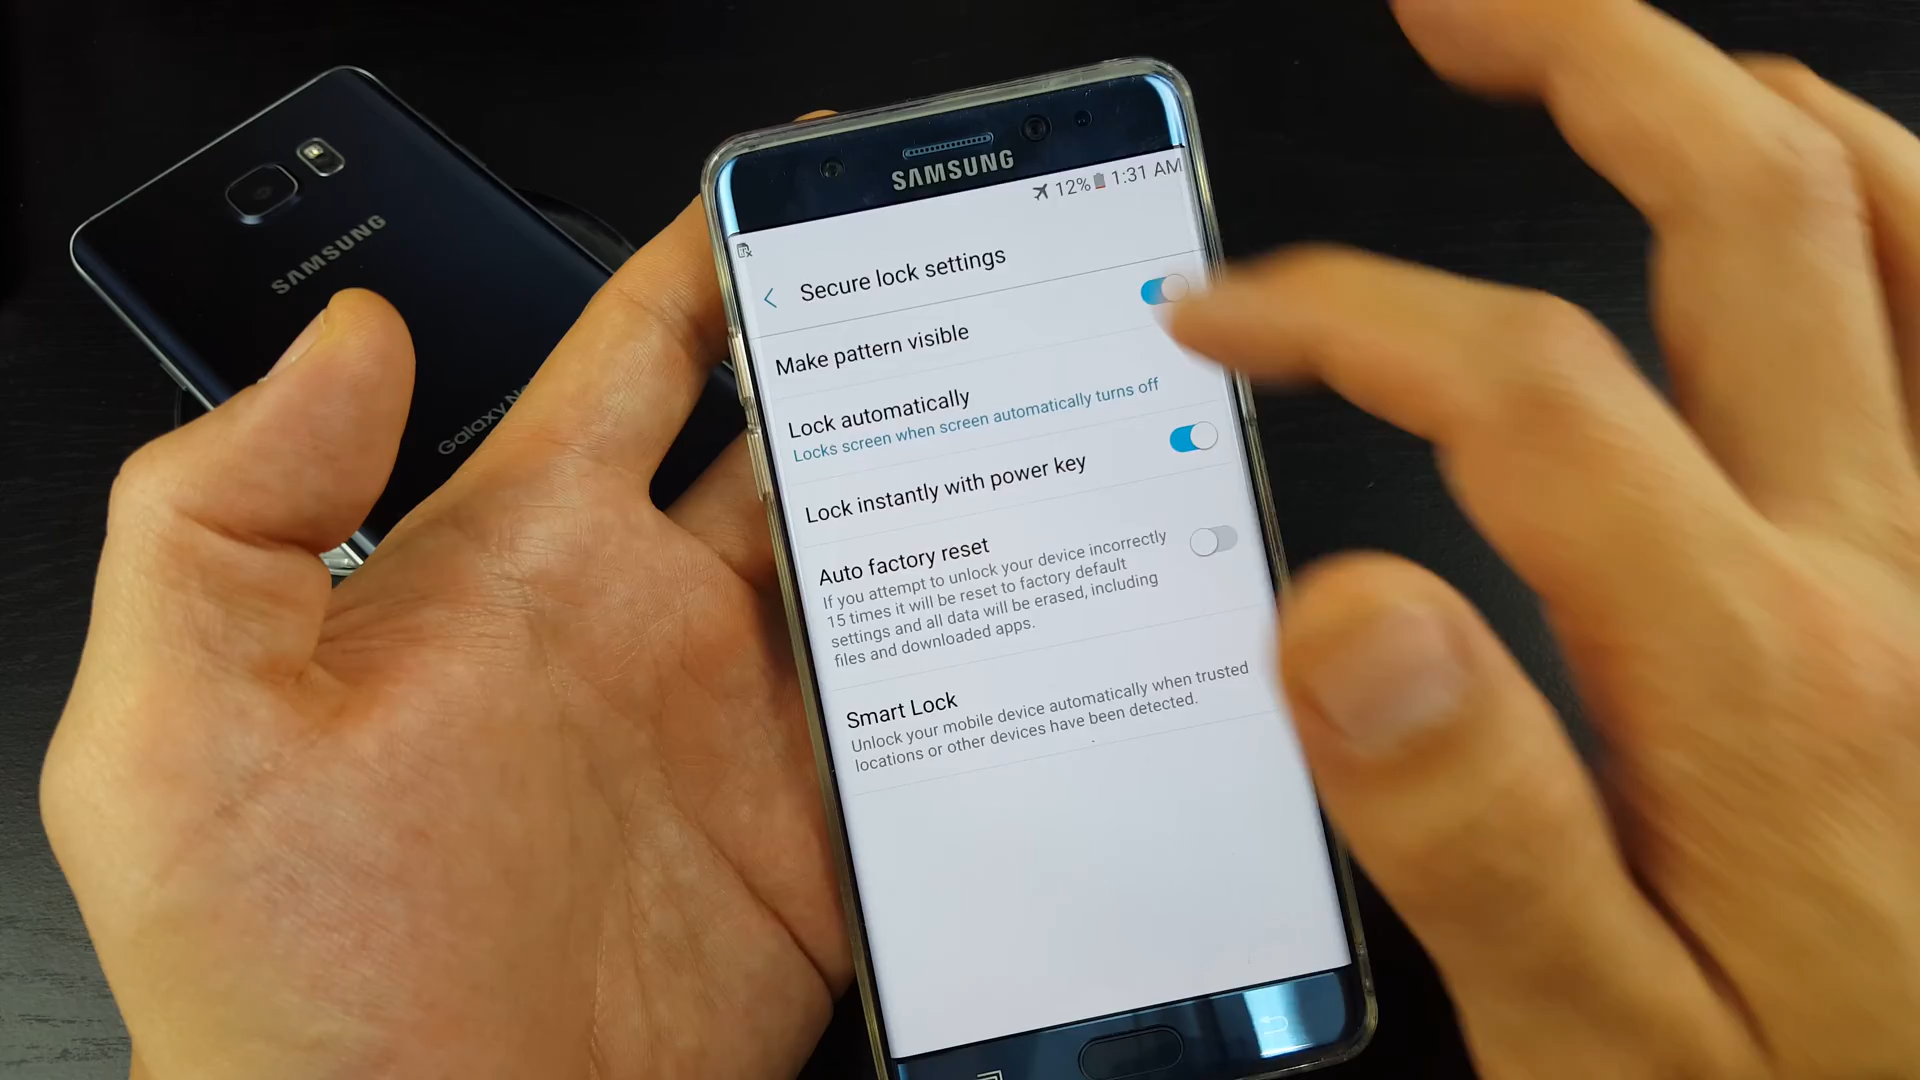 SAMSUNG
12% 1:31 AM
Secure lock settings
Make pattern visible
Lock automatically
Locks screen when screen automatically turns off
Lock instantly with power key
Auto factory reset
If you attempt to unlock your device incorrectly
15 times it will be reset to factory default
settings and all data will be erased, including
files and downloaded apps.
Smart Lock
Unlock your mobile device automatically when trusted
locations or other devices have been detected.
SAMSUNG
Galaxy